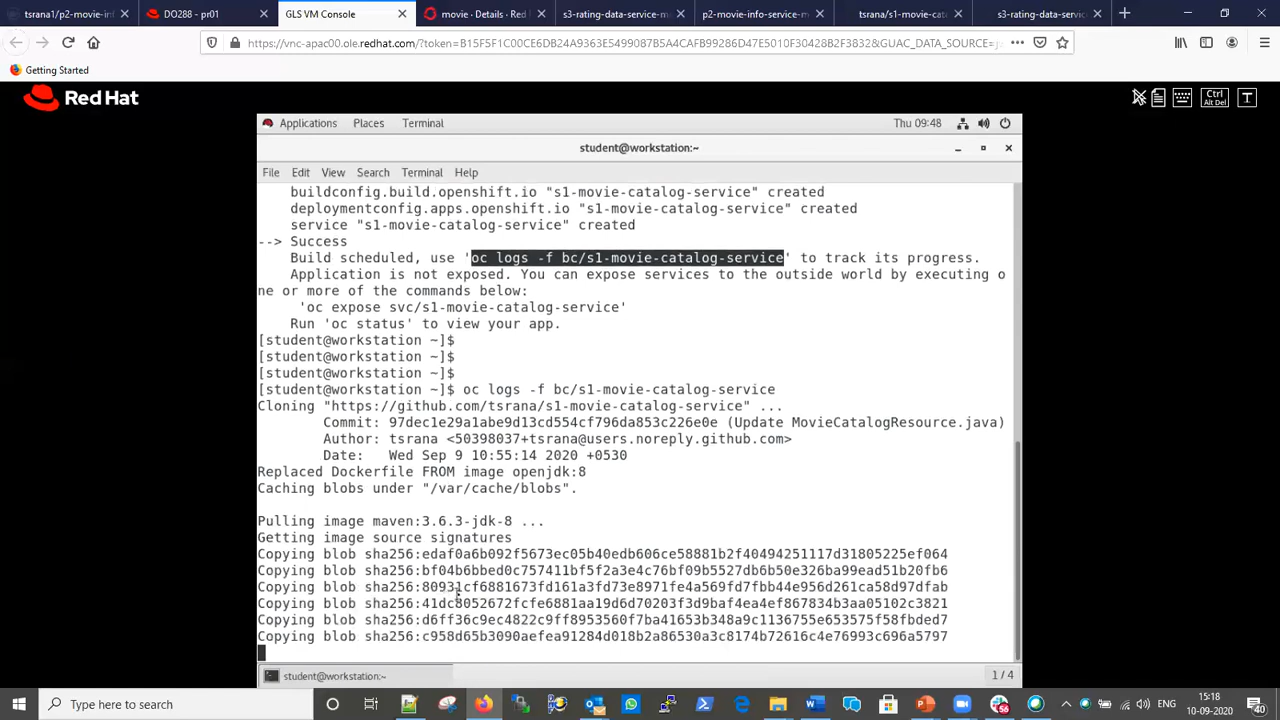 tsrana1/p2-movie-inf
DO288 - pr01
GLS VM Console
movie · Details · Red
s3-rating-data-service-m
p2-movie-info-service-m
tsrana/s1-movie-cat
s3-rating-data-servic
https://vnc-apac00.ole.redhat.com/?token=B15F5F1C00CE6DB24A9363E5499087B5A4CAFB99286D47E5010F30428B2F3832&GUAC_DATA_SOURCE=j
Getting Started
Red Hat
Ctrl
Alt Del
T
Applications Places Terminal Thu 09:48
student@workstation:~
File Edit View Search Terminal Help
buildconfig.build.openshift.io "s1-movie-catalog-service" created
deploymentconfig.apps.openshift.io "s1-movie-catalog-service" created
service "s1-movie-catalog-service" created
--> Success
Build scheduled, use 'oc logs -f bc/s1-movie-catalog-service' to track its progress.
Application is not exposed. You can expose services to the outside world by executing o
ne or more of the commands below:
'oc expose svc/s1-movie-catalog-service'
Run 'oc status' to view your app.
[student@workstation ~]$
[student@workstation ~]$
[student@workstation ~]$
[student@workstation ~]$ oc logs -f bc/s1-movie-catalog-service
Cloning "https://github.com/tsrana/s1-movie-catalog-service" ...
Commit: 97dec1e29a1abe9d13cd554cf796da853c226e0e (Update MovieCatalogResource.java)
Author: tsrana <50398037+tsrana@users.noreply.github.com>
Date: Wed Sep 9 10:55:14 2020 +0530
Replaced Dockerfile FROM image openjdk:8
Caching blobs under "/var/cache/blobs".
Pulling image maven:3.6.3-jdk-8 ...
Getting image source signatures
Copying blob sha256:edaf0a6b092f5673ec05b40edb606ce58881b2f40494251117d31805225ef064
Copying blob sha256:bf04b6bbed0c757411bf5f2a3e4c76bf09b5527db6b50e326ba99ead51b20fb6
Copying blob sha256:80931cf6881673fd161a3fd73e8971fe4a569fd7fbb44e956d261ca58d97dfab
Copying blob sha256:41dc8052672fcfe6881aa19d6d70203f3d9baf4ea4ef867834b3aa05102c3821
Copying blob sha256:d6ff36c9ec4822c9ff8953560f7ba41653b348a9c1136755e653575f58fbded7
Copying blob sha256:c958d65b3090aefea91284d018b2a86530a3c8174b72616c4e76993c696a5797
student@workstation:~
1 / 4
Type here to search
ENG
15:18
10-09-2020
40